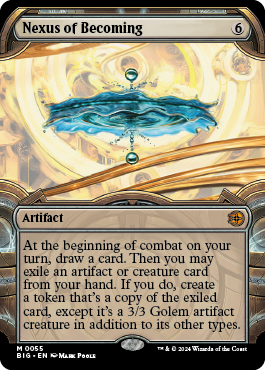 Nexus of Becoming 6
Artifact
At the beginning of combat on your
turn, draw a card. Then you may
exile an artifact or creature card
from your hand. If you do, create
a token that's a copy of the exiled
card, except it's a 3/3 Golem artifact
creature in addition to its other types.
M 0055
BIG • EN Mark Poole
™ & © 2024 Wizards of the Coast